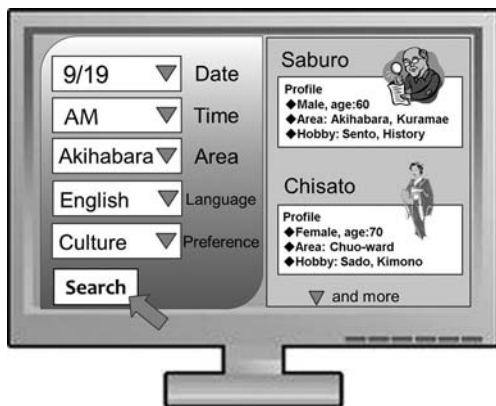 9/19 Date
AM Time
Akihabara Area
English Language
Culture Preference
Search
Saburo
Profile
◆Male, age:60
◆Area: Akihabara, Kuramae
◆Hobby: Sento, History
Chisato
Profile
◆Female, age:70
◆Area: Chuo-ward
◆Hobby: Sado, Kimono
and more